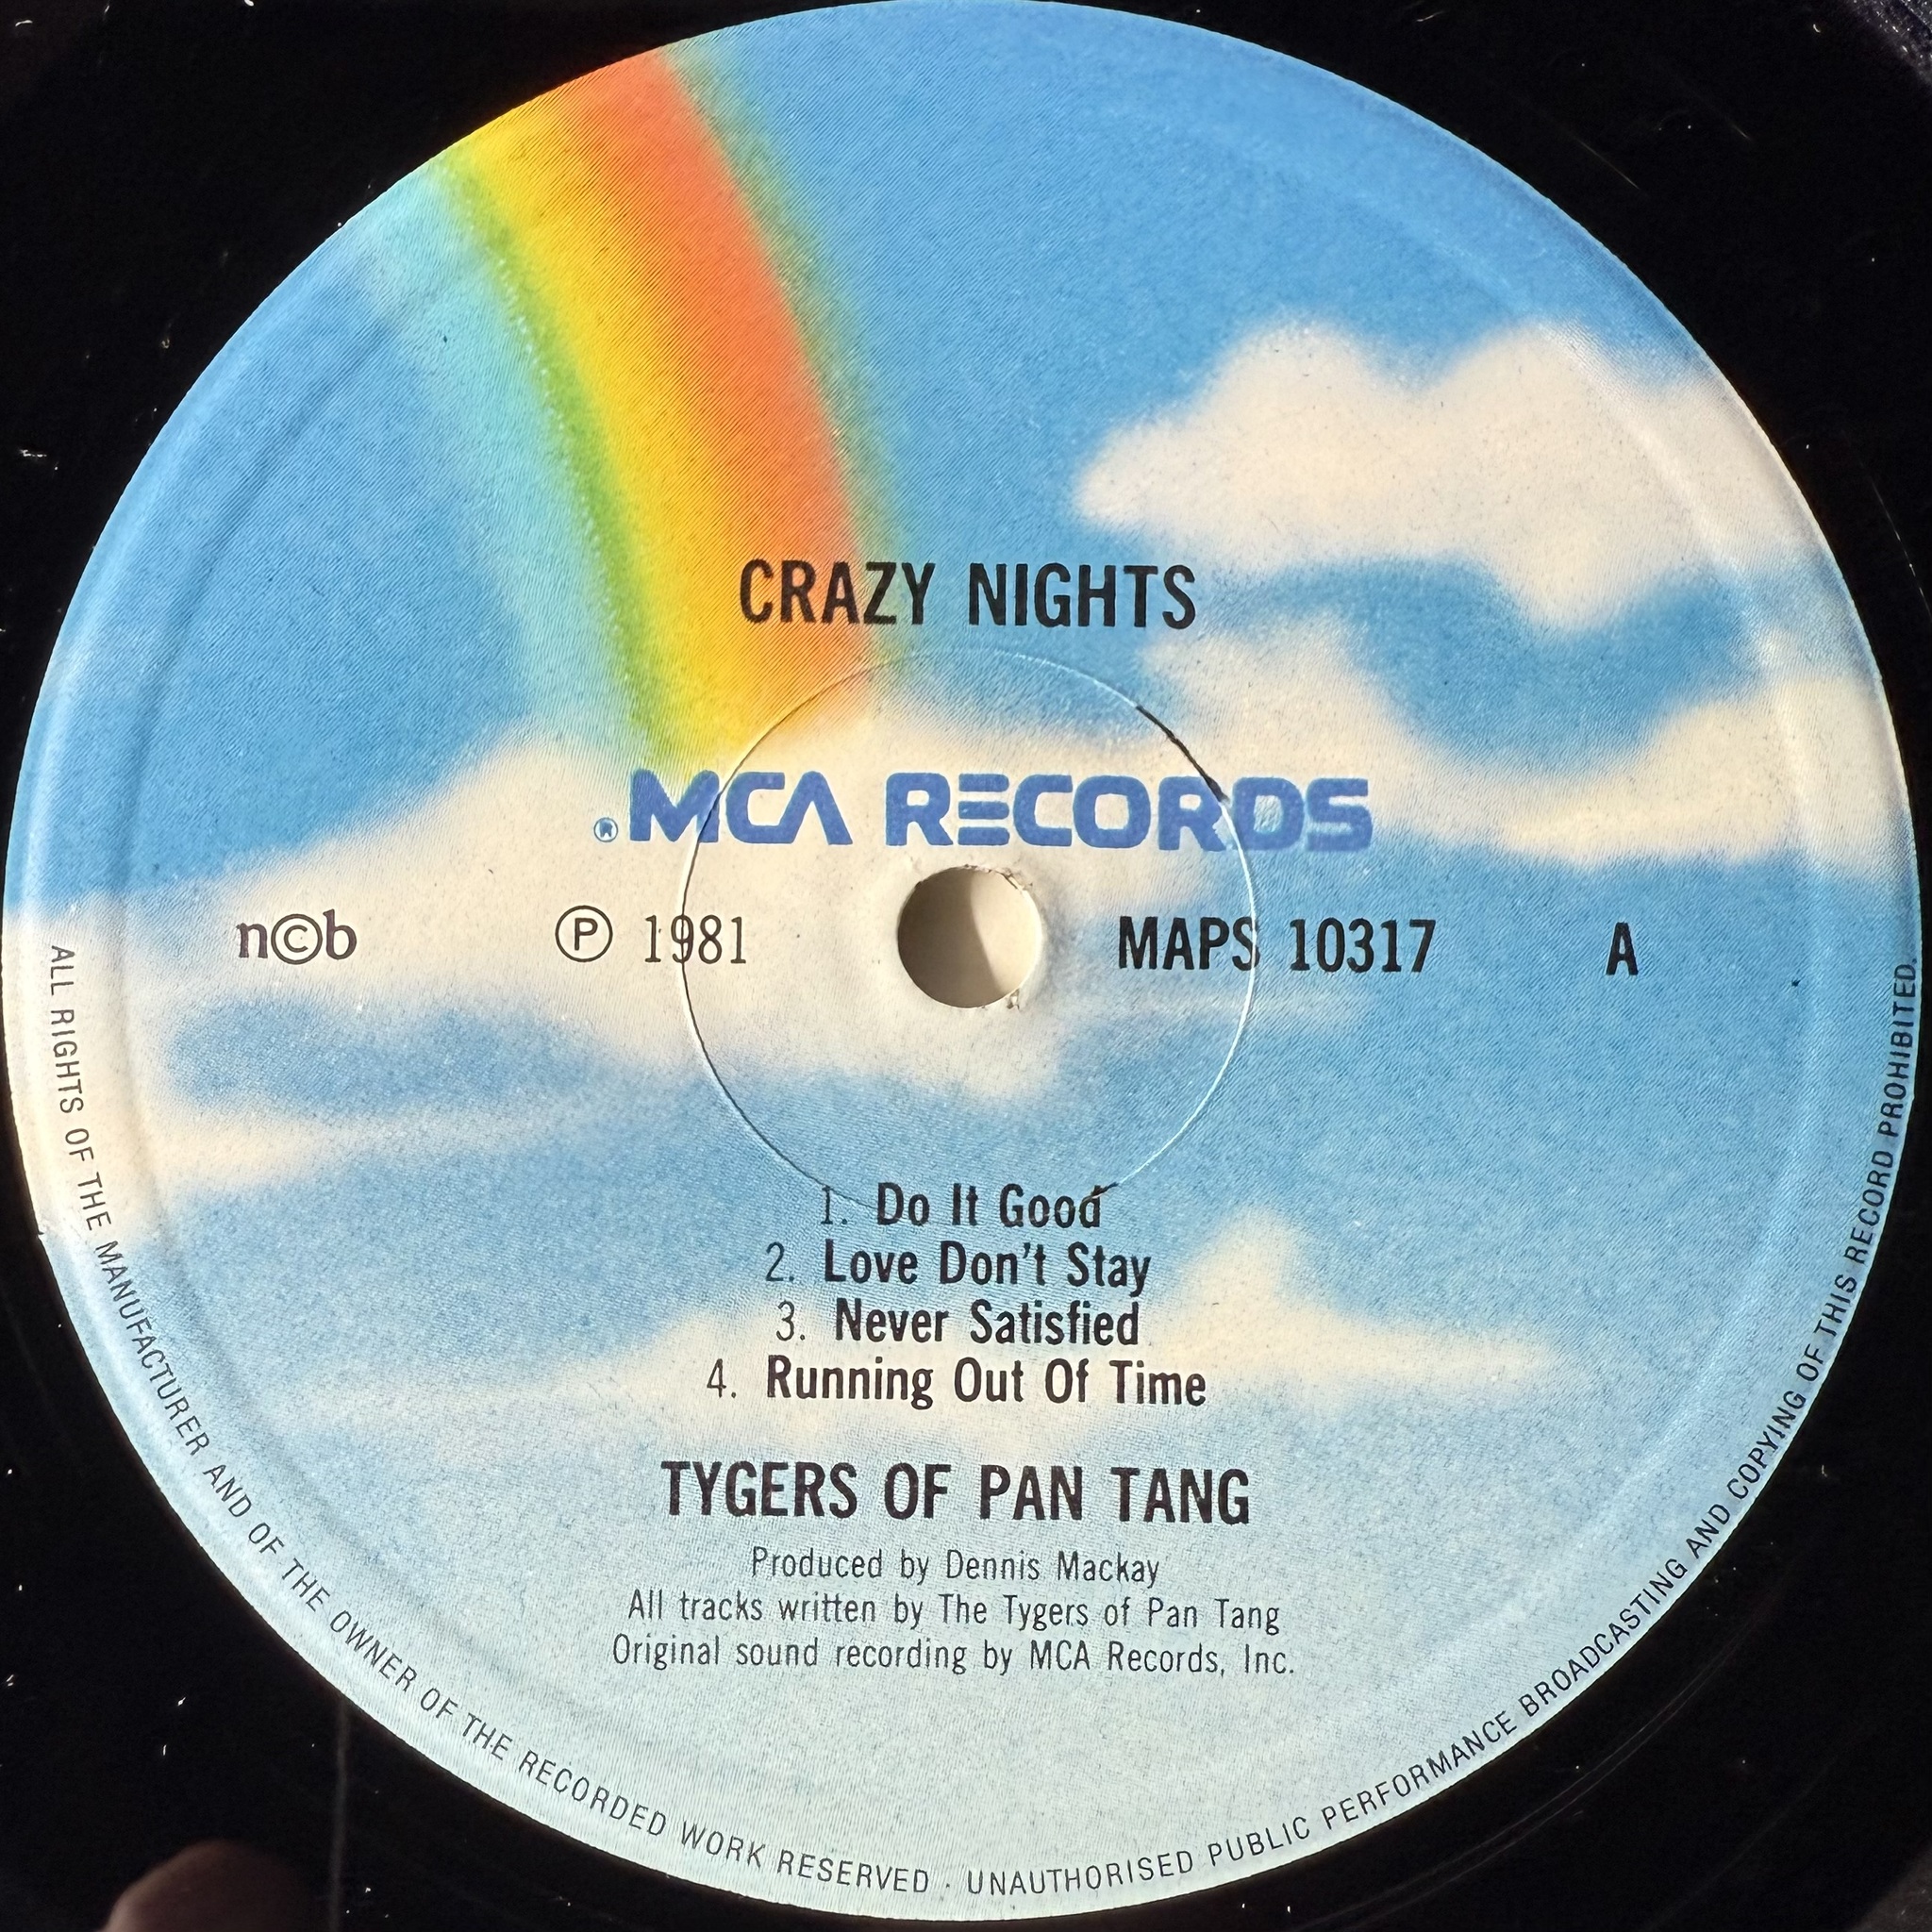 CRAZY NIGHTS
® MCA RECORDS
n©b ℗ 1981 MAPS 10317 A
1. Do It Good
2. Love Don't Stay
3. Never Satisfied
4. Running Out Of Time
TYGERS OF PAN TANG
Produced by Dennis Mackay
All tracks written by The Tygers of Pan Tang
Original sound recording by MCA Records, Inc.
ALL RIGHTS OF THE MANUFACTURER AND OF THE OWNER OF THE RECORDED WORK RESERVED · UNAUTHORISED PUBLIC PERFORMANCE BROADCASTING AND COPYING OF THIS RECORD PROHIBITED.